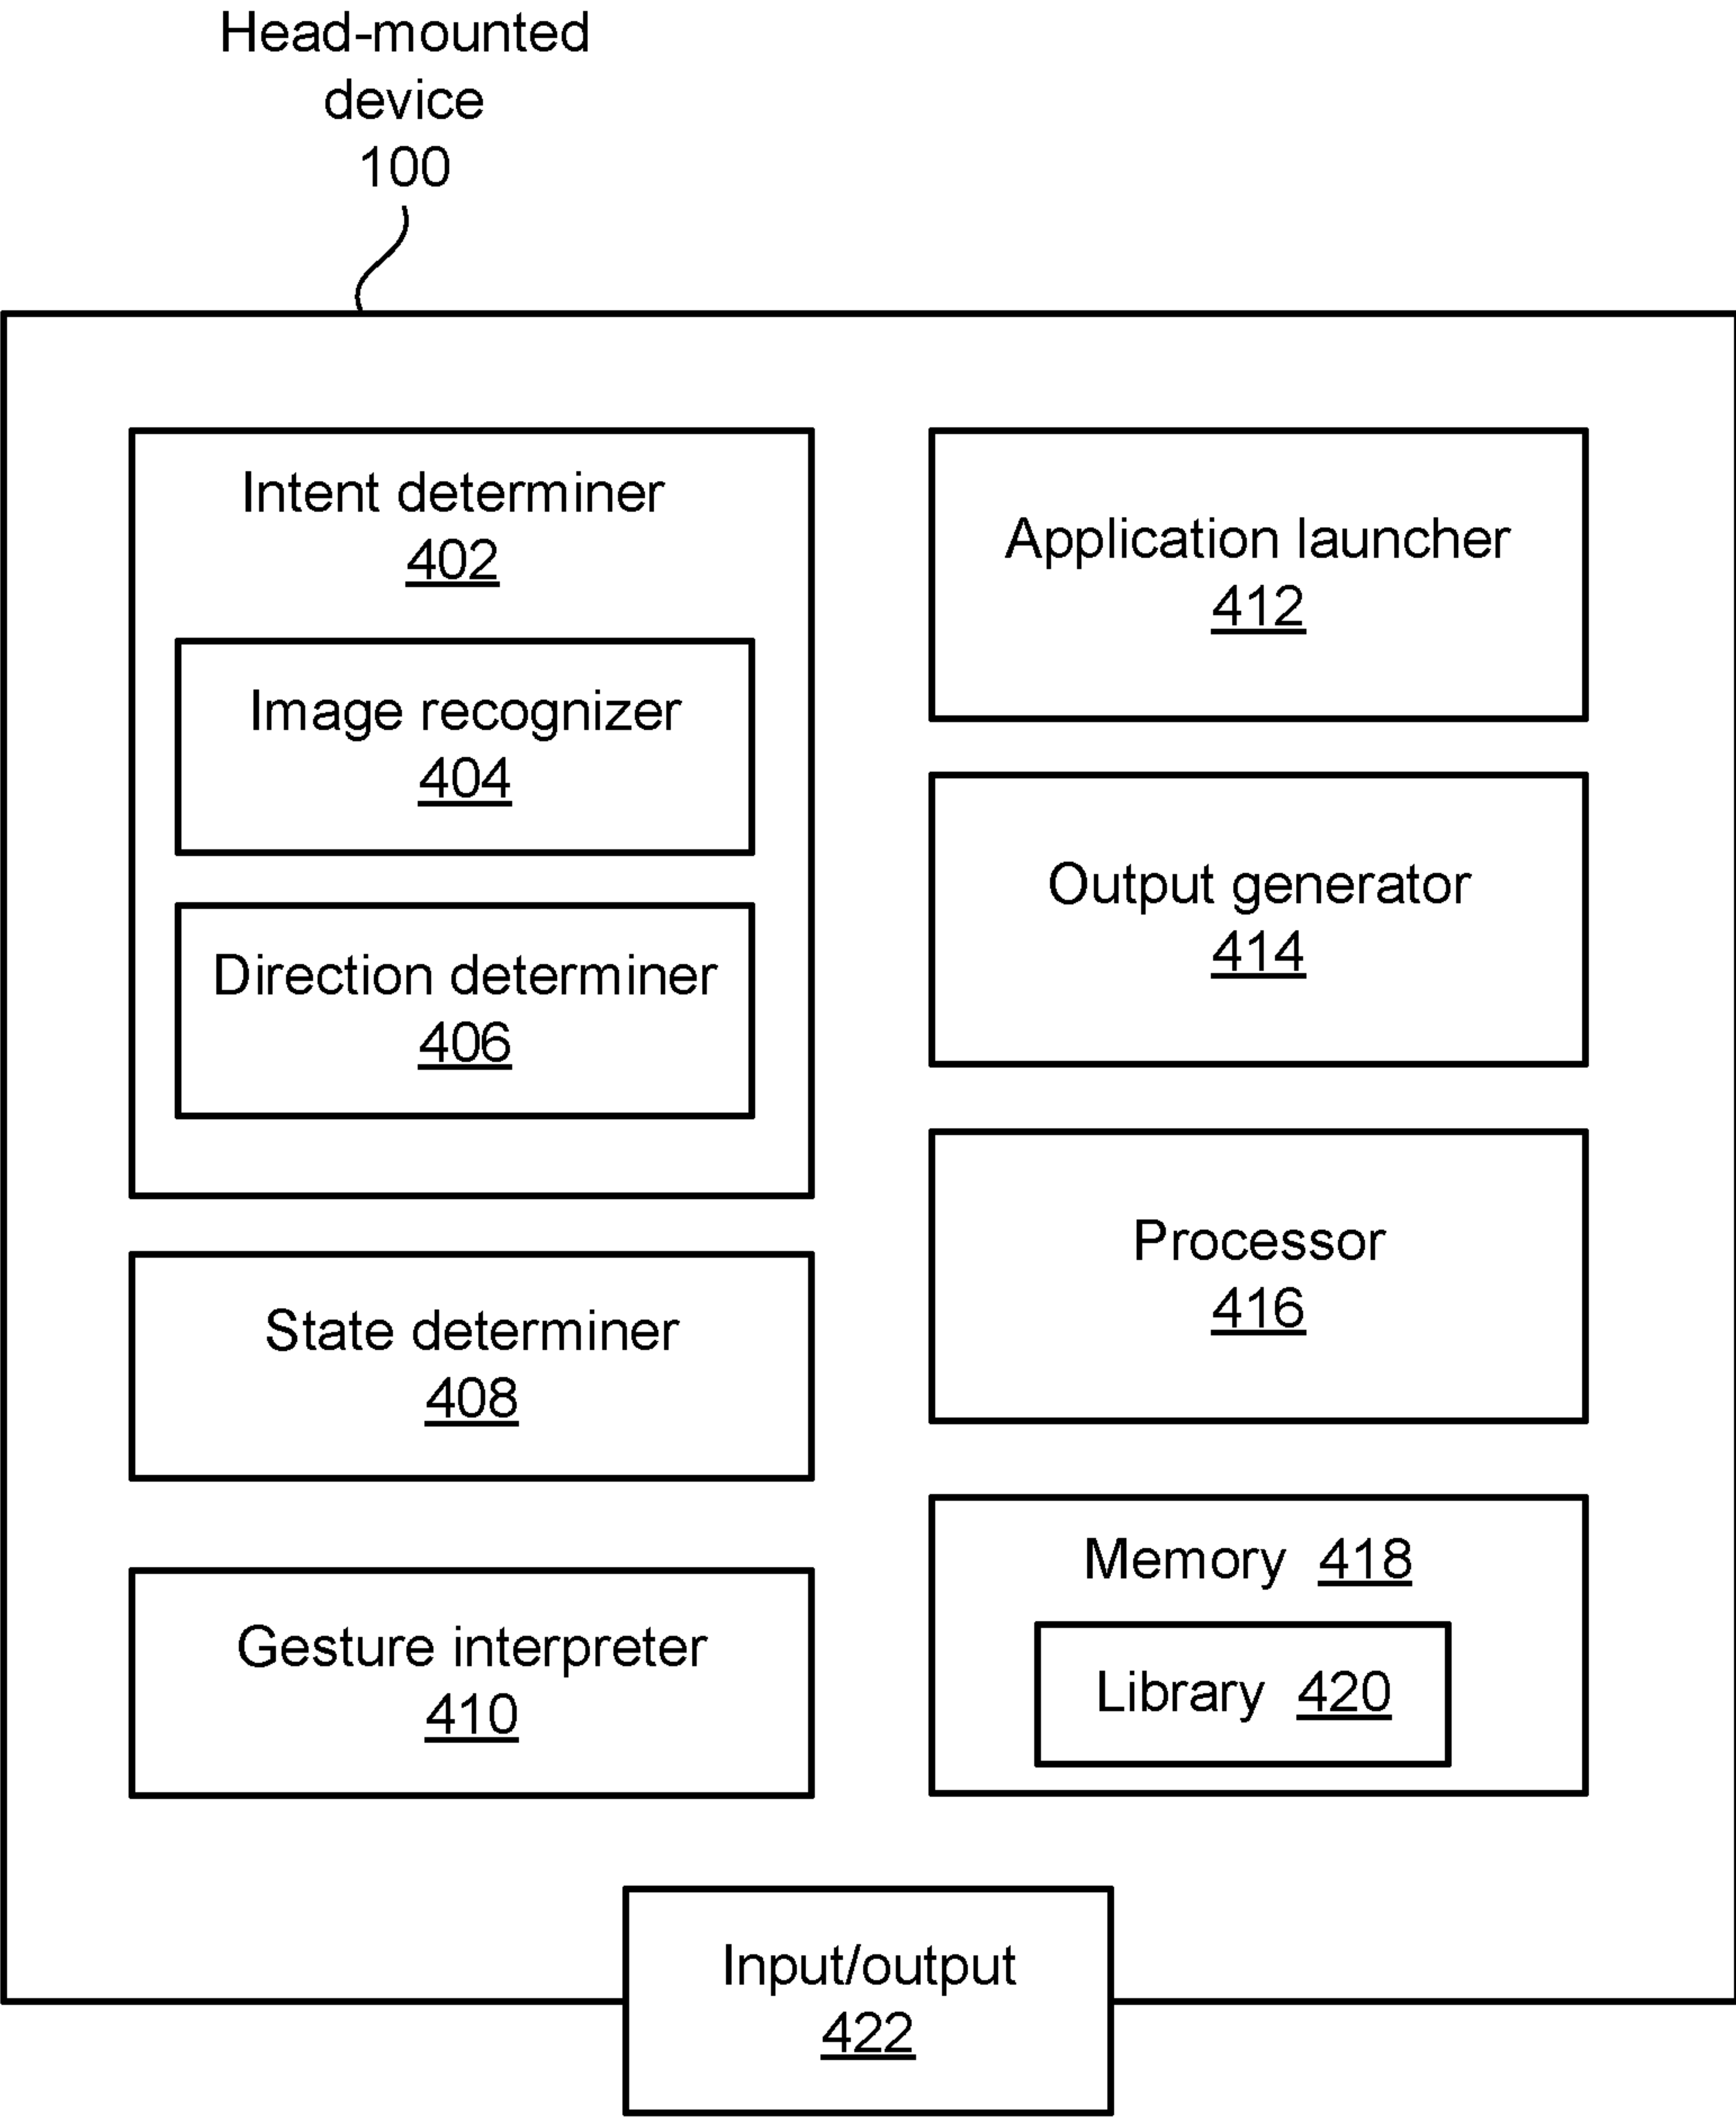 Head-mounted
device
100
Intent determiner
402
Image recognizer
404
Direction determiner
406
State determiner
408
Gesture interpreter
410
Application launcher
412
Output generator
414
Processor
416
Memory 418
Library 420
Input/output
422